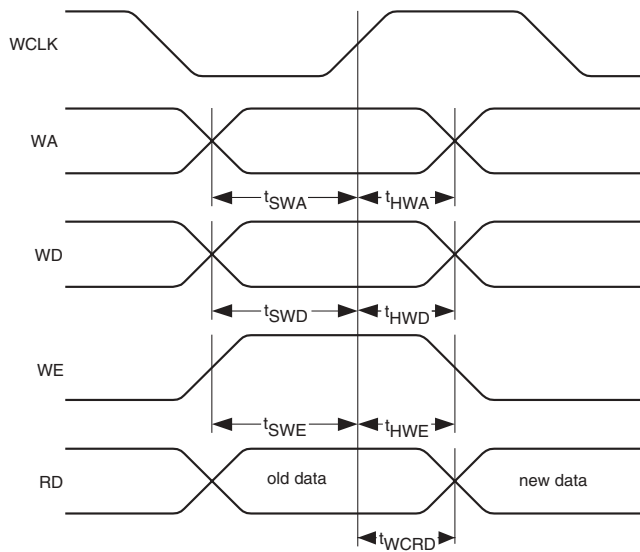 WCLK
WA
tSWA tHWA
WD
tSWD tHWD
WE
tSWE tHWE
RD old data new data
tWCRD